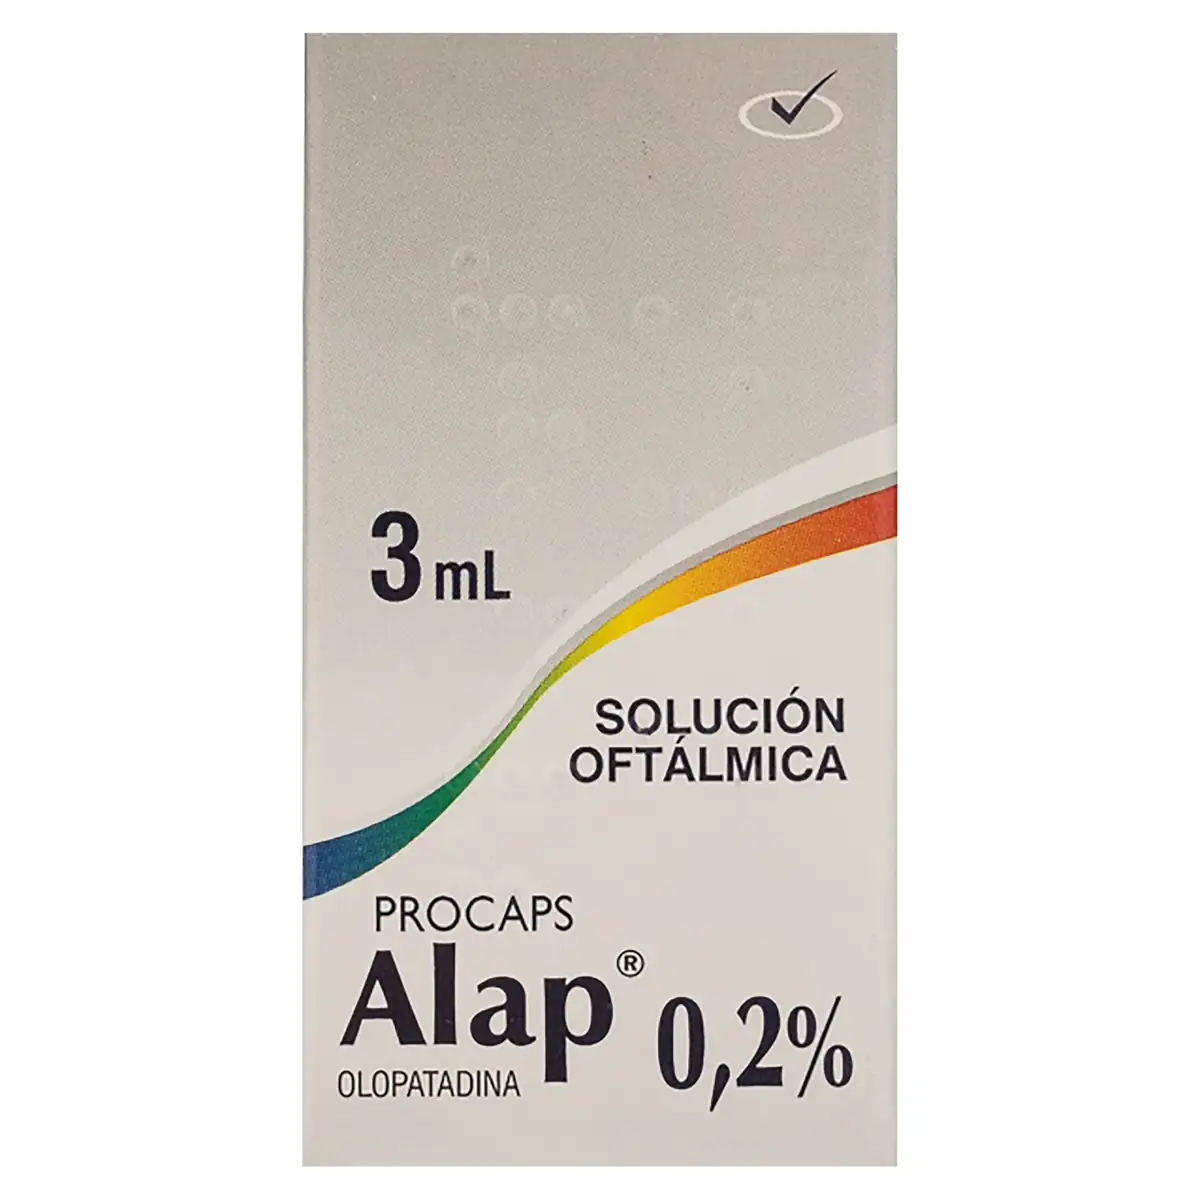 3 mL
SOLUCIÓN
OFTÁLMICA
PROCAPS
Alap® 0,2%
OLOPATADINA